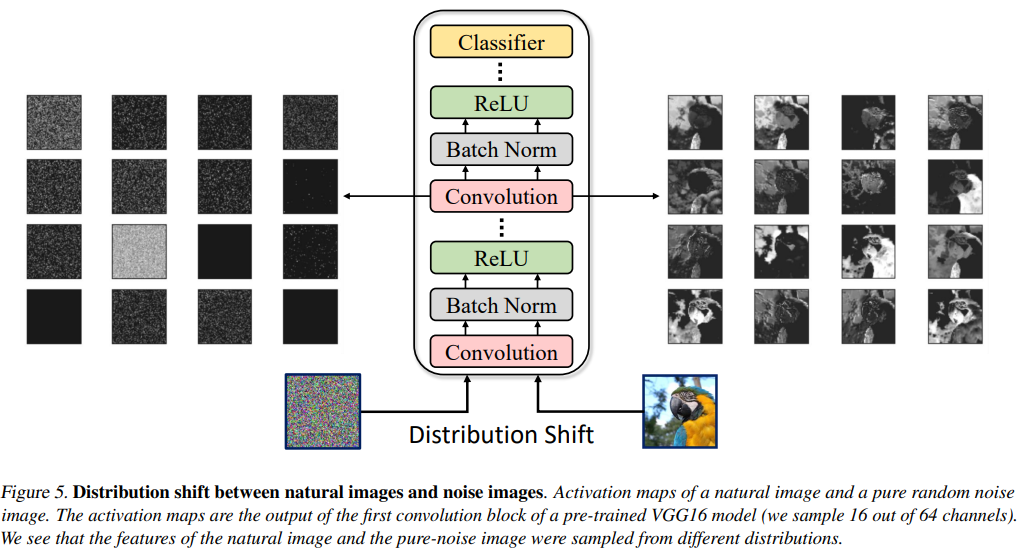 Classifier
ReLU
Batch Norm
Convolution
ReLU
Batch Norm
Convolution
Distribution Shift
Figure 5. Distribution shift between natural images and noise images. Activation maps of a natural image and a pure random noise
image. The activation maps are the output of the first convolution block of a pre-trained VGG16 model (we sample 16 out of 64 channels).
We see that the features of the natural image and the pure-noise image were sampled from different distributions.